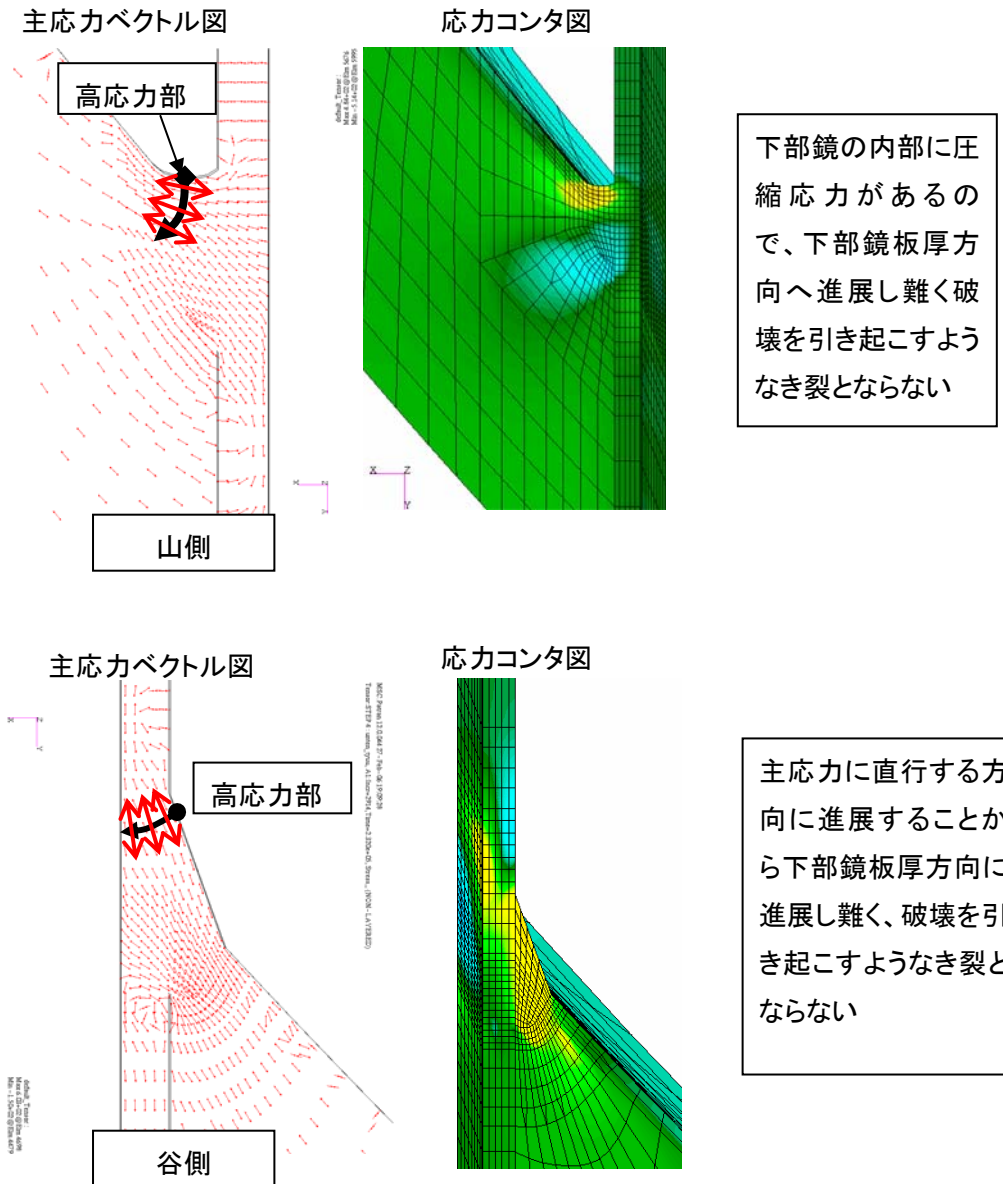 主応力ベクトル図
応力コンタ図
高応力部
default_Tensor :
下部鏡の内部に圧
縮応力があるの
で、下部鏡板厚方
向へ進展し難く破
壊を引き起こすよう
なき裂とならない
X
Z
Y
山側
主応力ベクトル図
応力コンタ図
高応力部
主応力に直行する方
向に進展することか
ら下部鏡板厚方向に
進展し難く、破壊を引
き起こすようなき裂と
ならない
default_Tensor :
谷側